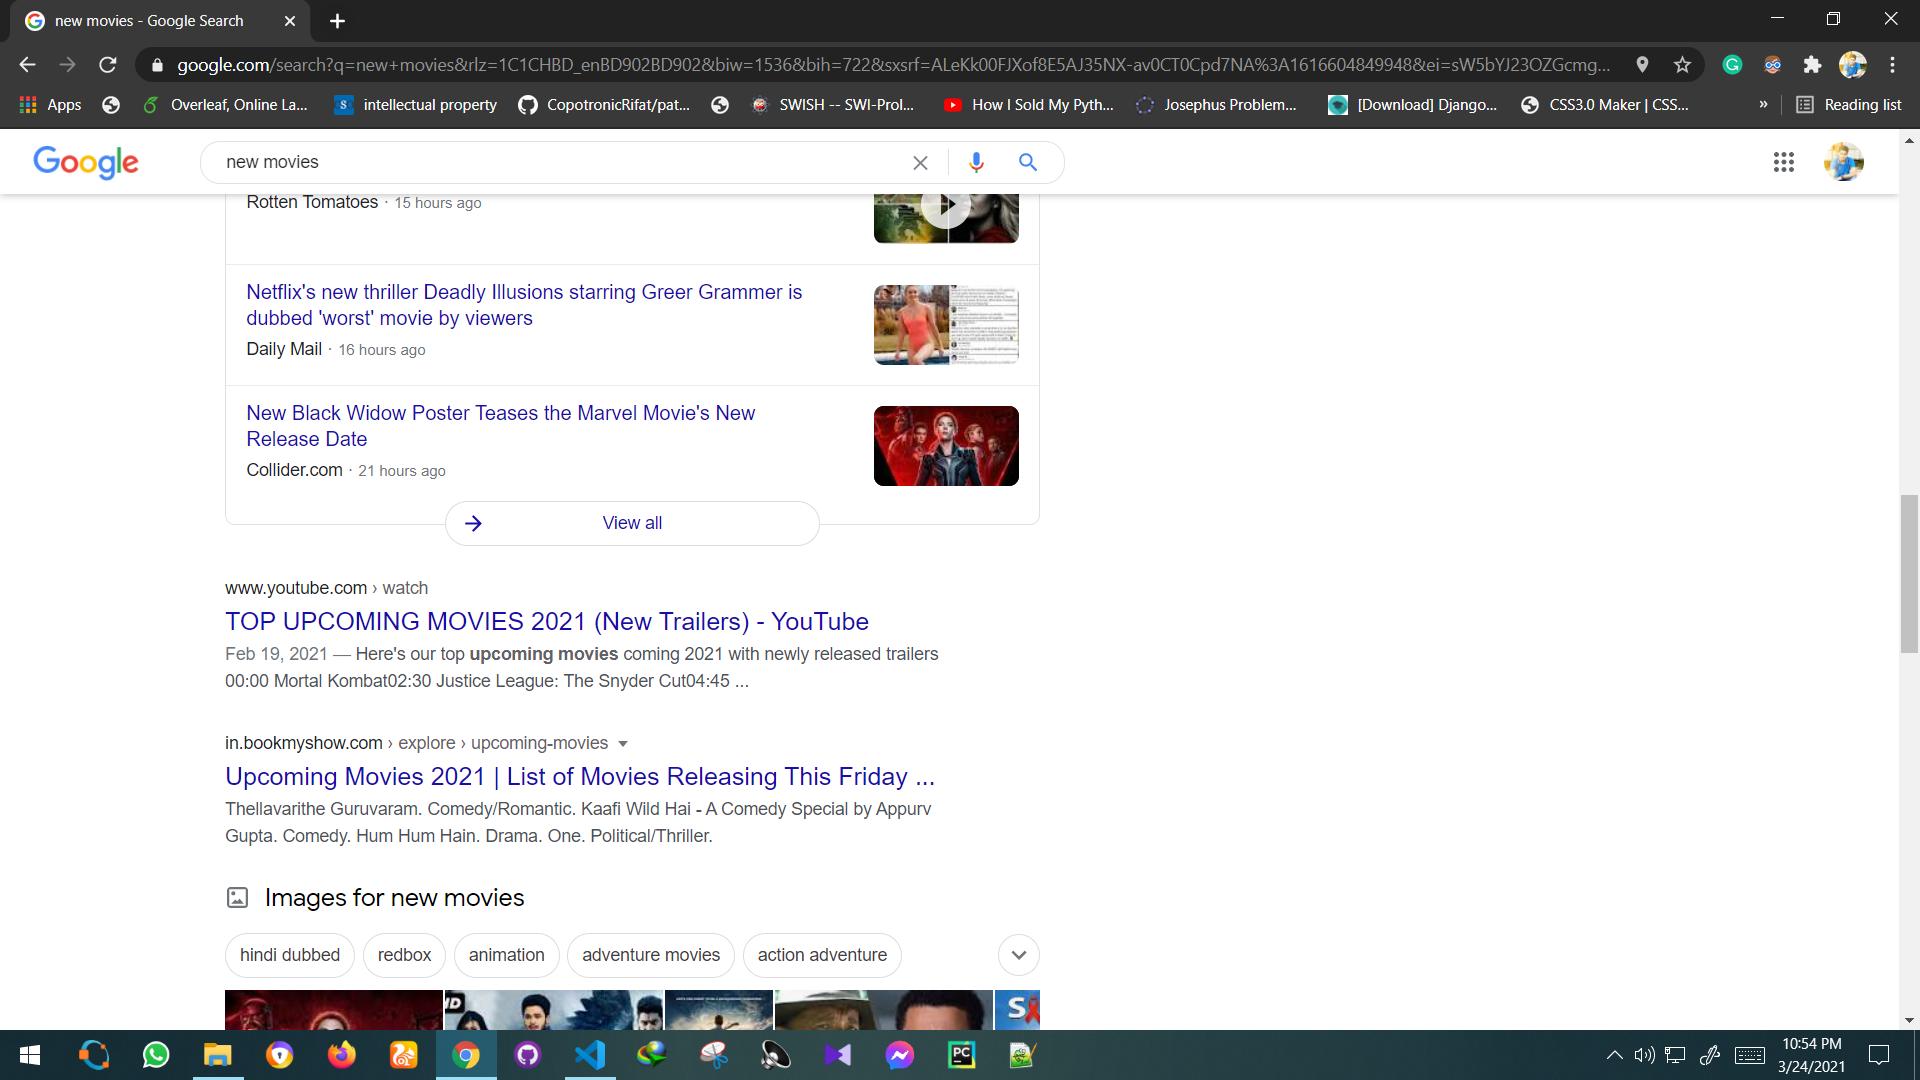 new movies - Google Search
google.com/search?q=new+movies&rlz=1C1CHBD_enBD902BD902&biw=1536&bih=722&sxsrf=ALeKk00FJXof8E5AJ35NX-av0CT0Cpd7NA%3A1616604849948&ei=sW5bYJ23OZGcmg...
Apps
Overleaf, Online La...
intellectual property
CopotronicRifat/pat...
SWISH -- SWI-Prol...
How I Sold My Pyth...
Josephus Problem...
[Download] Django...
CSS3.0 Maker | CSS...
»
Reading list
Google
new movies
Rotten Tomatoes · 15 hours ago
Netflix's new thriller Deadly Illusions starring Greer Grammer is
dubbed 'worst' movie by viewers
Daily Mail · 16 hours ago
New Black Widow Poster Teases the Marvel Movie's New
Release Date
Collider.com · 21 hours ago
View all
www.youtube.com › watch
TOP UPCOMING MOVIES 2021 (New Trailers) - YouTube
Feb 19, 2021 — Here's our top upcoming movies coming 2021 with newly released trailers
00:00 Mortal Kombat02:30 Justice League: The Snyder Cut04:45 ...
in.bookmyshow.com › explore › upcoming-movies
Upcoming Movies 2021 | List of Movies Releasing This Friday ...
Thellavarithe Guruvaram. Comedy/Romantic. Kaafi Wild Hai - A Comedy Special by Appurv
Gupta. Comedy. Hum Hum Hain. Drama. One. Political/Thriller.
Images for new movies
hindi dubbed
redbox
animation
adventure movies
action adventure
10:54 PM
3/24/2021